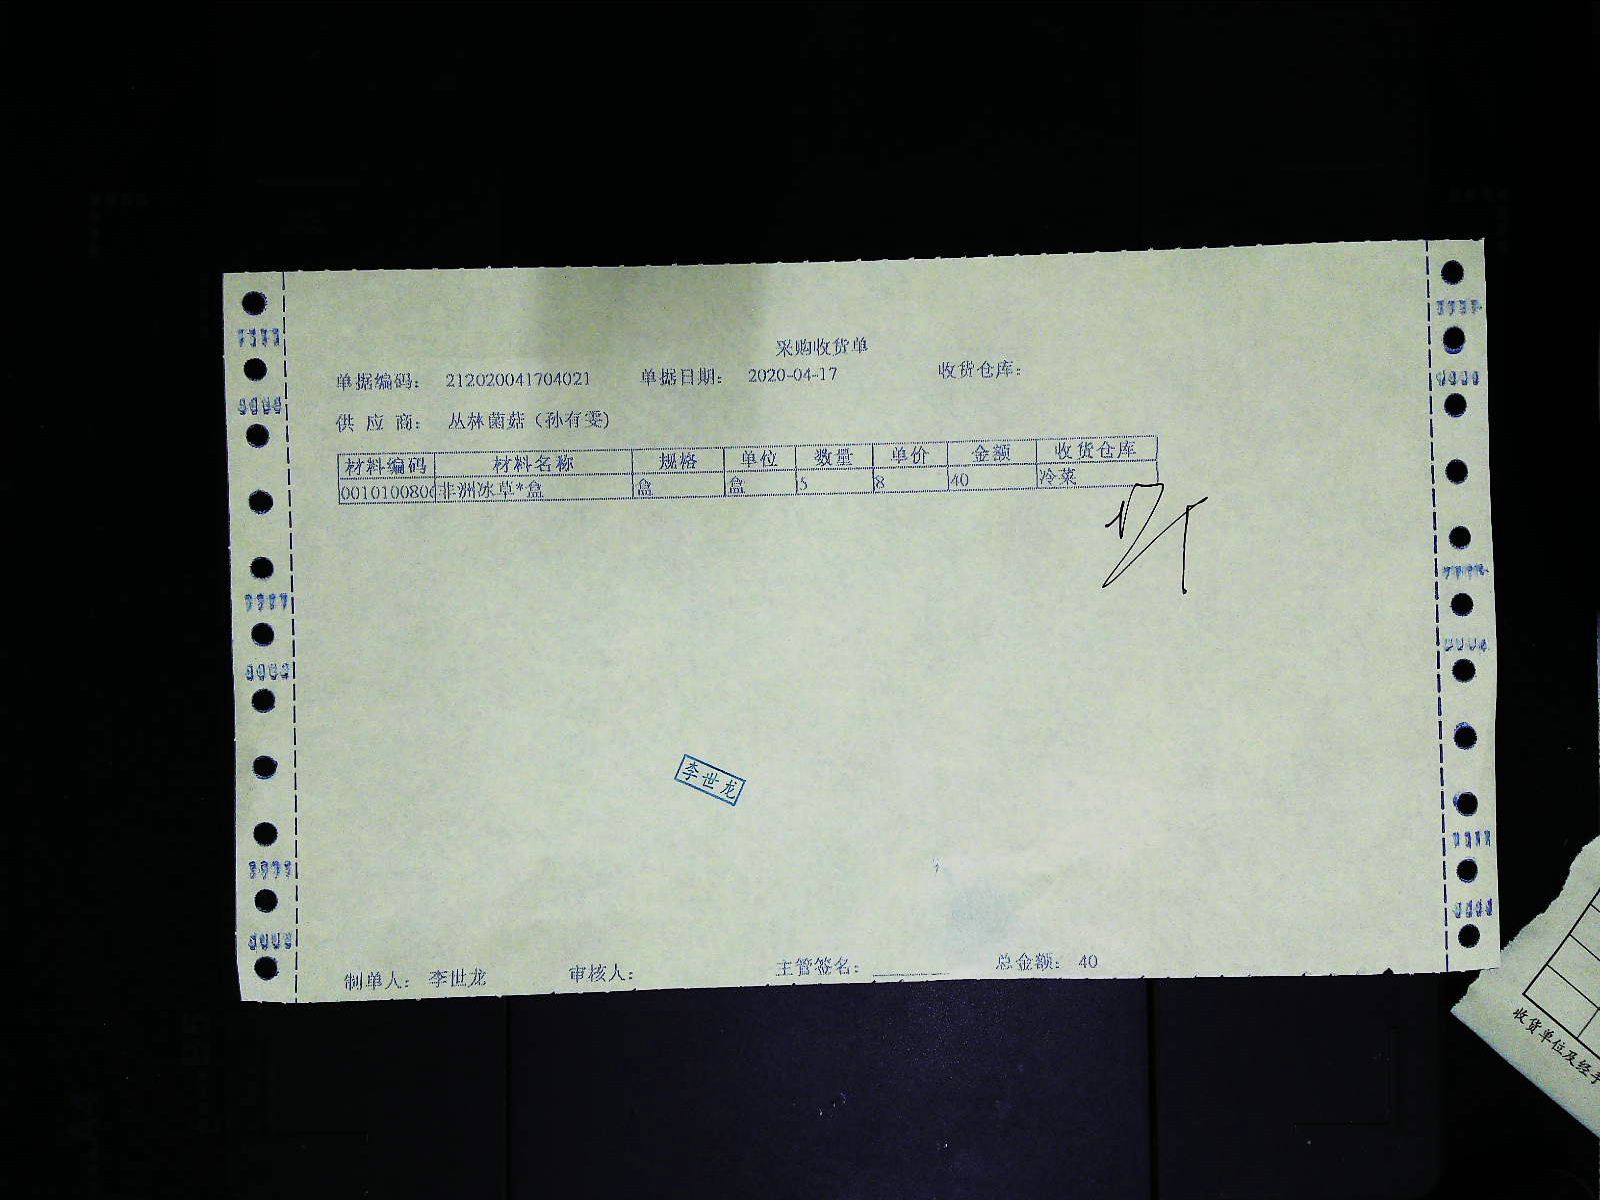 采购收货单
单据编码: 212020041704021 单据日期: 2020-04-17 收货仓库:
供 应 商: 丛林菌菇(孙有雯)
材料编码 材料名称 规格 单位 数量 单价 金额 收货仓库
001010080 非洲冰草*盒 盒 盒 5 8 40 冷菜
李世龙
制单人: 李世龙 审核人: 主管签名: 总金额: 40
收货单位及经手